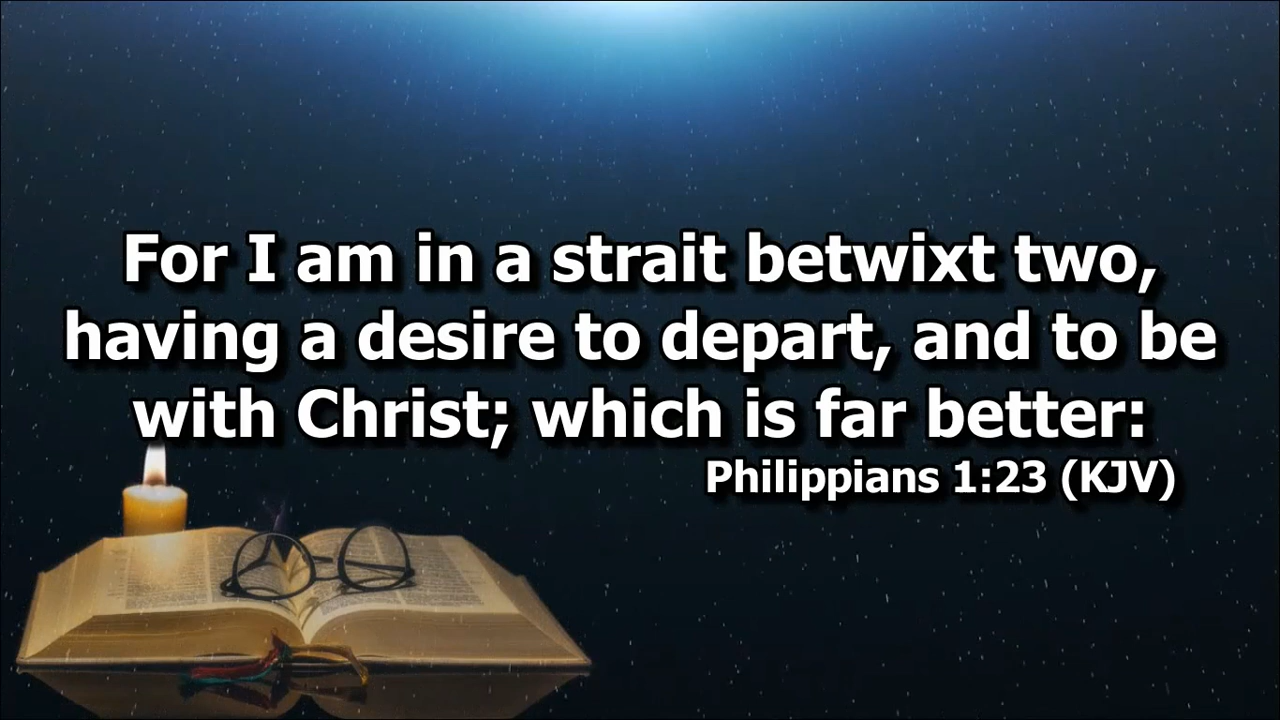 For I am in a strait betwixt two,
having a desire to depart, and to be
with Christ; which is far better:
Philippians 1:23 (KJV)